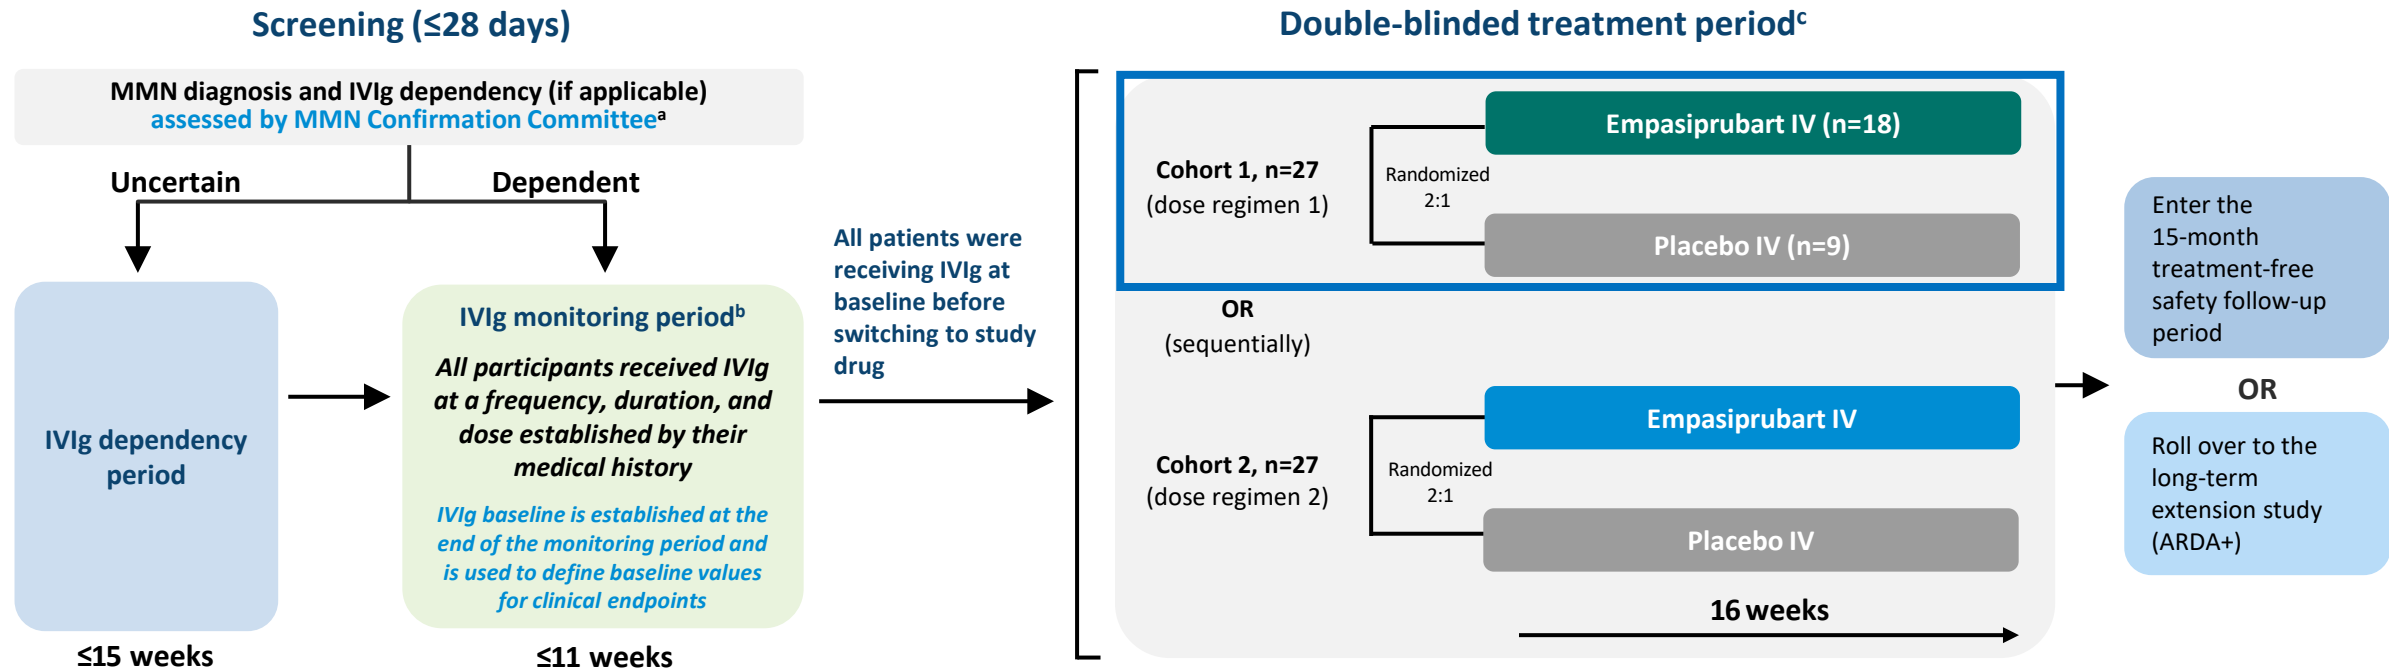 Screening (≤28 days)
MMN diagnosis and IVIg dependency (if applicable)
assessed by MMN Confirmation Committeeᵃ
Uncertain
Dependent
IVIg dependency
period
≤15 weeks
IVIg monitoring periodᵇ
All participants received IVIg
at a frequency, duration, and
dose established by their
medical history
IVIg baseline is established at the
end of the monitoring period and
is used to define baseline values
for clinical endpoints
≤11 weeks
All patients were
receiving IVIg at
baseline before
switching to study
drug
Double-blinded treatment periodᶜ
Cohort 1, n=27
(dose regimen 1)
Randomized
2:1
Empasiprubart IV (n=18)
Placebo IV (n=9)
OR
(sequentially)
Cohort 2, n=27
(dose regimen 2)
Randomized
2:1
Empasiprubart IV
Placebo IV
16 weeks
Enter the
15-month
treatment-free
safety follow-up
period
OR
Roll over to the
long-term
extension study
(ARDA+)